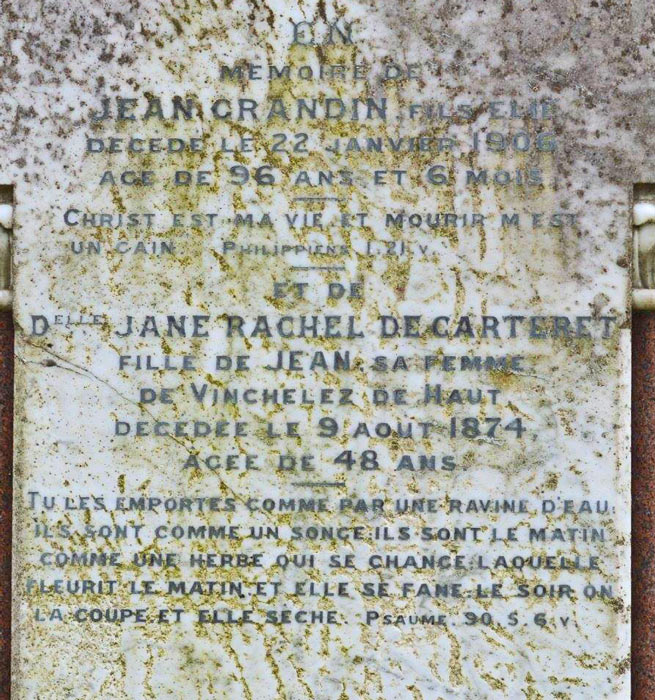 EN
MEMOIRE DE
JEAN GRANDIN, FILS ELIE
DECEDE LE 22 JANVIER 1906
AGE DE 96 ANS ET 6 MOIS
CHRIST EST MA VIE ET MOURIR M'EST
UN GAIN PHILIPPIENS 1.21.V.
ET DE
DELLE JANE RACHEL DE CARTERET
FILLE DE JEAN, SA FEMME
DE VINCHELEZ DE HAUT
DECEDEE LE 9 AOUT 1874,
AGEE DE 48 ANS
TU LES EMPORTES COMME PAR UNE RAVINE D'EAU:
ILS SONT COMME UN SONGE: ILS SONT LE MATIN
COMME UNE HERBE QUI SE CHANGE, LAQUELLE
FLEURIT LE MATIN, ET ELLE SE FANE: LE SOIR ON
LA COUPE ET ELLE SECHE. PSAUME. 90. 5. 6. V.